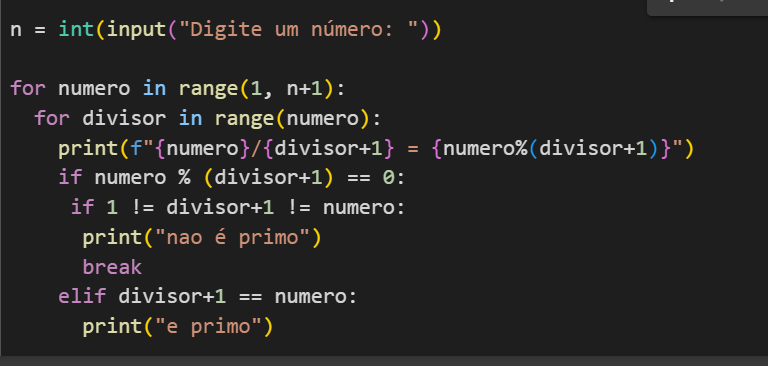 n = int(input("Digite um número: "))
for numero in range(1, n+1):
for divisor in range(numero):
print(f"{numero}/{divisor+1} = {numero%(divisor+1)}")
if numero % (divisor+1) == 0:
if 1 != divisor+1 != numero:
print("nao é primo")
break
elif divisor+1 == numero:
print("e primo")